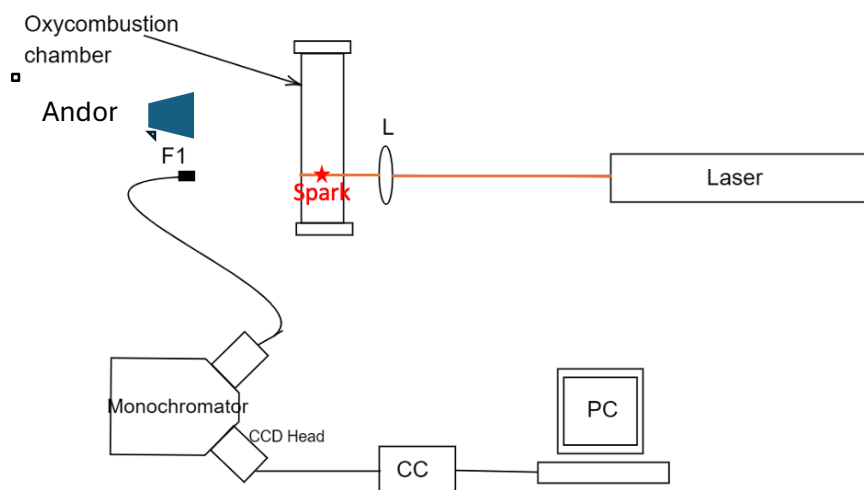 Oxycombustion
chamber
Andor
F1
L
Spark
Laser
Monochromator
CCD Head
CC
PC